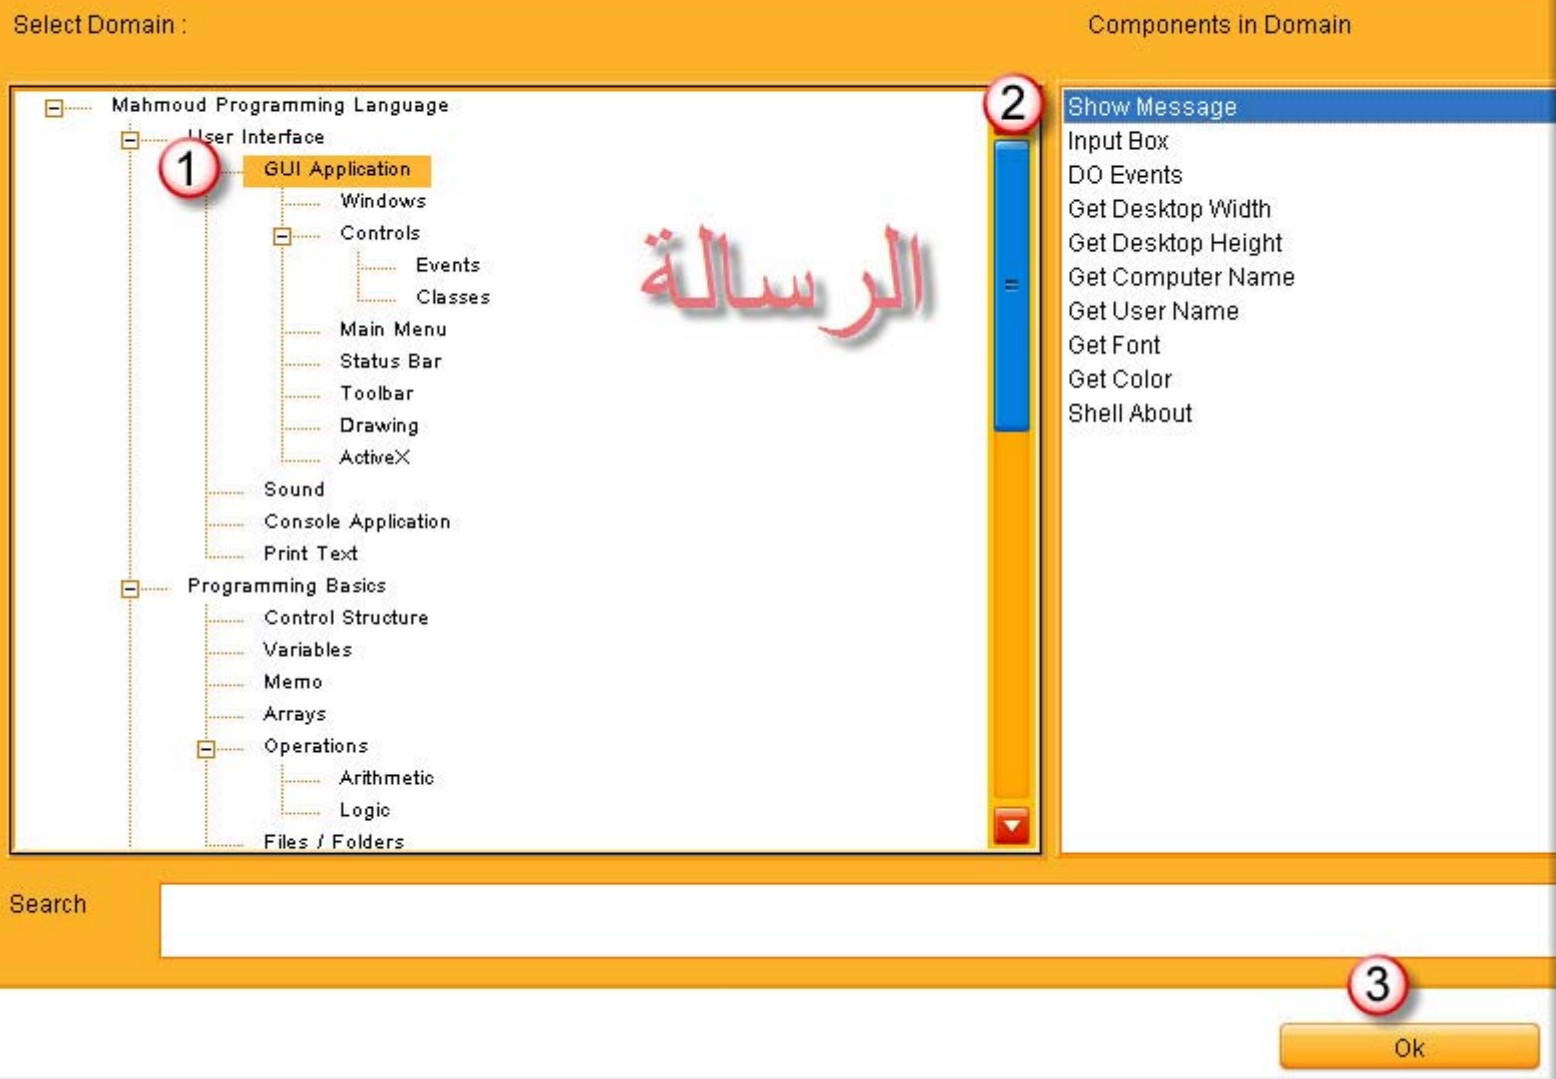 Select Domain :
Components in Domain
Mahmoud Programming Language
User Interface
GUI Application
Windows
Controls
Events
Classes
Main Menu
Status Bar
Toolbar
Drawing
ActiveX
Sound
Console Application
Print Text
Programming Basics
Control Structure
Variables
Memo
Arrays
Operations
Arithmetic
Logic
Files / Folders
1
الرسالة
2
Show Message
Input Box
DO Events
Get Desktop Width
Get Desktop Height
Get Computer Name
Get User Name
Get Font
Get Color
Shell About
Search
3
Ok